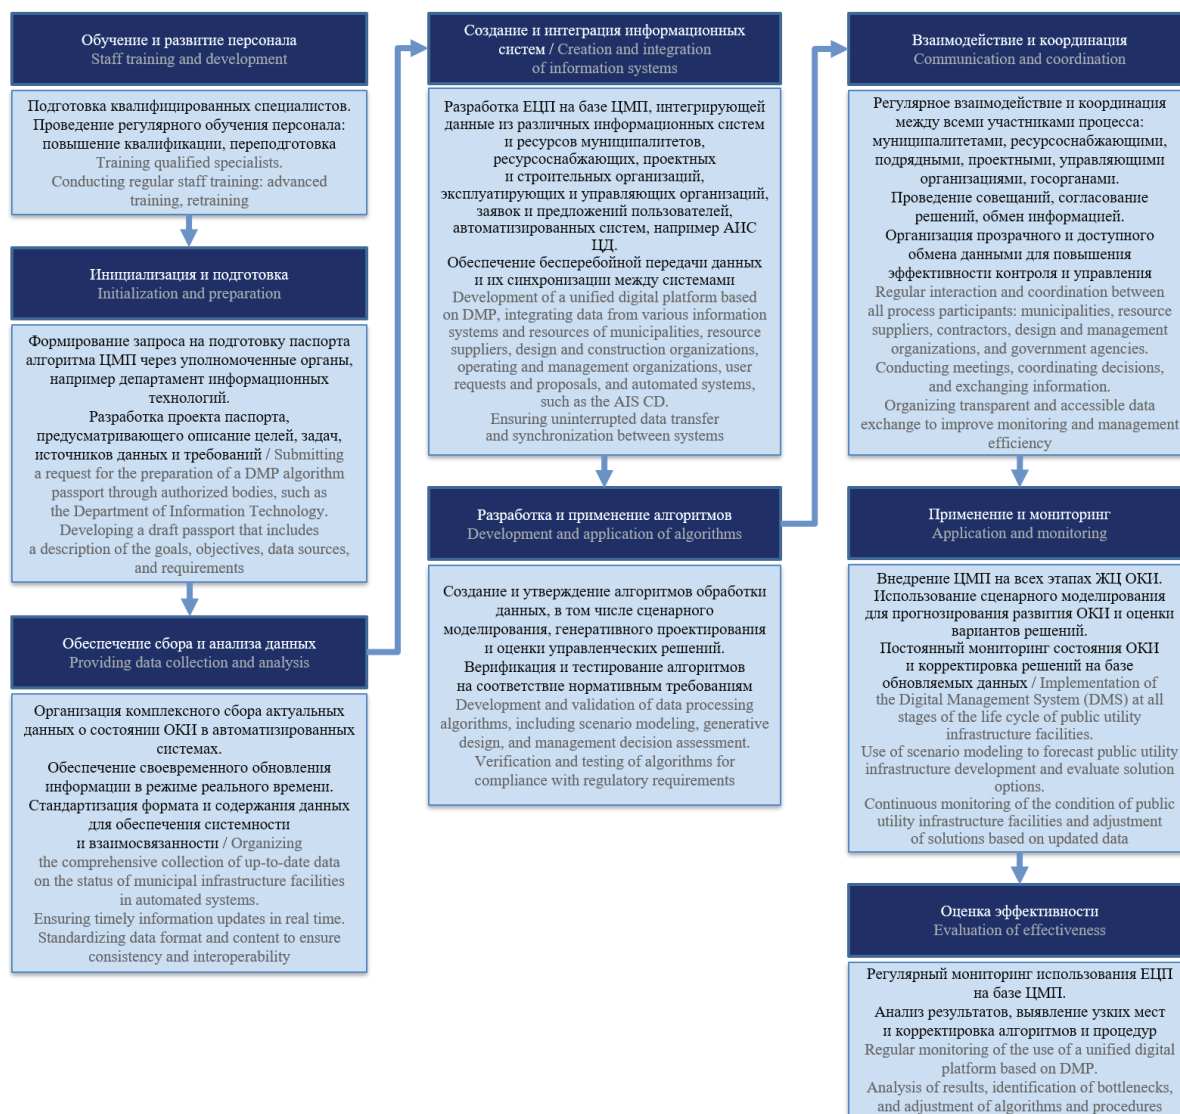 Обучение и развитие персонала
Staff training and development
Подготовка квалифицированных специалистов.
Проведение регулярного обучения персонала:
повышение квалификации, переподготовка
Training qualified specialists.
Conducting regular staff training: advanced
training, retraining
Инициализация и подготовка
Initialization and preparation
Формирование запроса на подготовку паспорта
алгоритма ЦМП через уполномоченные органы,
например департамент информационных
технологий.
Разработка проекта паспорта,
предусматривающего описание целей, задач,
источников данных и требований / Submitting
a request for the preparation of a DMP algorithm
passport through authorized bodies, such as
the Department of Information Technology.
Developing a draft passport that includes
a description of the goals, objectives, data sources,
and requirements
Обеспечение сбора и анализа данных
Providing data collection and analysis
Организация комплексного сбора актуальных
данных о состоянии ОКИ в автоматизированных
системах.
Обеспечение своевременного обновления
информации в режиме реального времени.
Стандартизация формата и содержания данных
для обеспечения системности
и взаимосвязанности / Organizing
the comprehensive collection of up-to-date data
on the status of municipal infrastructure facilities
in automated systems.
Ensuring timely information updates in real time.
Standardizing data format and content to ensure
consistency and interoperability
Создание и интеграция информационных
систем / Creation and integration
of information systems
Разработка ЕЦП на базе ЦМП, интегрирующей
данные из различных информационных систем
и ресурсов муниципалитетов,
ресурсоснабжающих, проектных
и строительных организаций,
эксплуатирующих и управляющих организаций,
заявок и предложений пользователей,
автоматизированных систем, например АИС
ЦД.
Обеспечение бесперебойной передачи данных
и их синхронизации между системами
Development of a unified digital platform based
on DMP, integrating data from various information
systems and resources of municipalities, resource
suppliers, design and construction organizations,
operating and management organizations, user
requests and proposals, and automated systems,
such as the AIS CD.
Ensuring uninterrupted data transfer
and synchronization between systems
Разработка и применение алгоритмов
Development and application of algorithms
Создание и утверждение алгоритмов обработки
данных, в том числе сценарного
моделирования, генеративного проектирования
и оценки управленческих решений.
Верификация и тестирование алгоритмов
на соответствие нормативным требованиям
Development and validation of data processing
algorithms, including scenario modeling, generative
design, and management decision assessment.
Verification and testing of algorithms for
compliance with regulatory requirements
Взаимодействие и координация
Communication and coordination
Регулярное взаимодействие и координация
между всеми участниками процесса:
муниципалитетами, ресурсоснабжающими,
подрядными, проектными, управляющими
организациями, госорганами.
Проведение совещаний, согласование
решений, обмен информацией.
Организация прозрачного и доступного
обмена данными для повышения
эффективности контроля и управления
Regular interaction and coordination between
all process participants: municipalities, resource
suppliers, contractors, design and management
organizations, and government agencies.
Conducting meetings, coordinating decisions,
and exchanging information.
Organizing transparent and accessible data
exchange to improve monitoring and management
efficiency
Применение и мониторинг
Application and monitoring
Внедрение ЦМП на всех этапах ЖЦ ОКИ.
Использование сценарного моделирования
для прогнозирования развития ОКИ и оценки
вариантов решений.
Постоянный мониторинг состояния ОКИ
и корректировка решений на базе
обновляемых данных / Implementation of
the Digital Management System (DMS) at all
stages of the life cycle of public utility
infrastructure facilities.
Use of scenario modeling to forecast public utility
infrastructure development and evaluate solution
options.
Continuous monitoring of the condition of public
utility infrastructure facilities and adjustment
of solutions based on updated data
Оценка эффективности
Evaluation of effectiveness
Регулярный мониторинг использования ЕЦП
на базе ЦМП.
Анализ результатов, выявление узких мест
и корректировка алгоритмов и процедур
Regular monitoring of the use of a unified digital
platform based on DMP.
Analysis of results, identification of bottlenecks,
and adjustment of algorithms and procedures